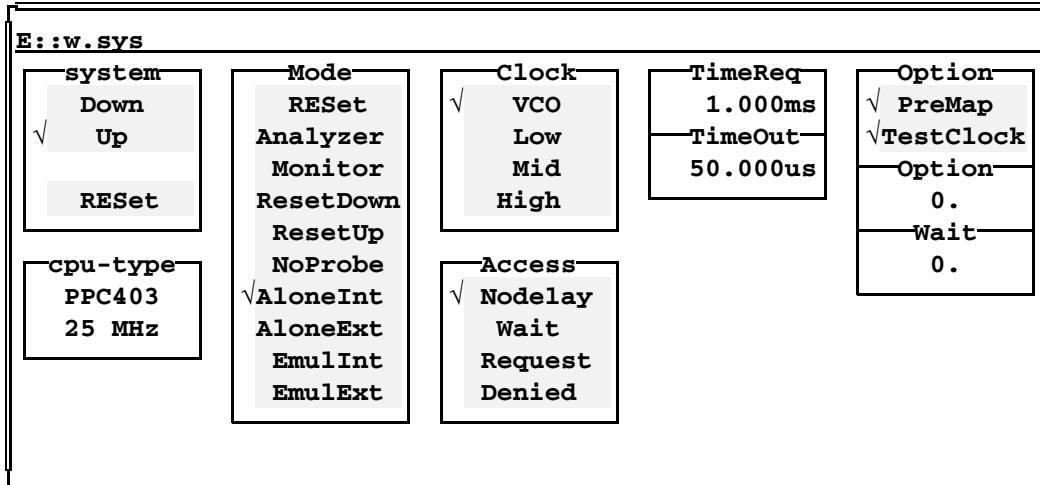 E::w.sys
system Mode Clock TimeReq Option
Down RESet √ VCO 1.000ms √ PreMap
√ Up Analyzer Low TimeOut √TestClock
Monitor Mid 50.000us Option
RESet ResetDown High 0.
ResetUp Wait
cpu-type NoProbe Access 0.
PPC403 √AloneInt √ Nodelay
25 MHz AloneExt Wait
EmulInt Request
EmulExt Denied